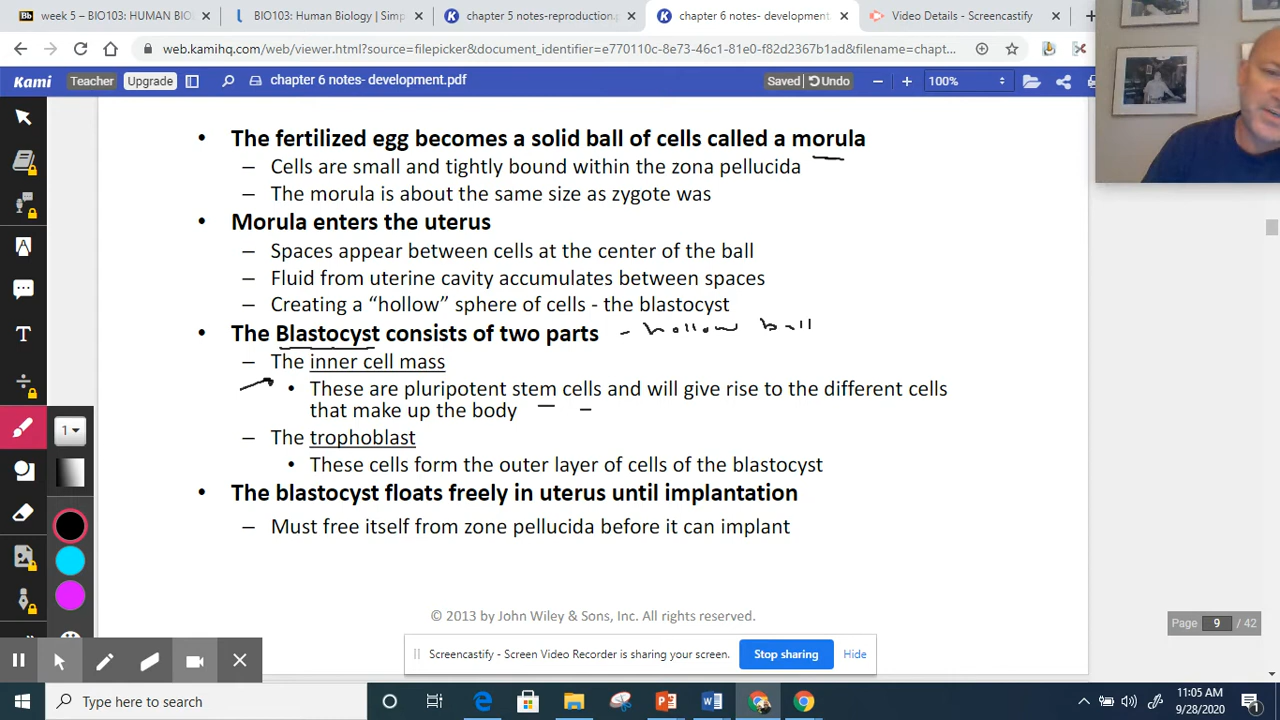 week 5 – BIO103: HUMAN BIO
BIO103: Human Biology | Simp
chapter 5 notes-reproduction.p
chapter 6 notes- development.
Video Details - Screencastify
web.kamihq.com/web/viewer.html?source=filepicker&document_identifier=e770110c-8e73-46c1-81e0-f82d2367b1ad&filename=chapt...
Kami Teacher Upgrade chapter 6 notes- development.pdf Saved Undo 100%
• The fertilized egg becomes a solid ball of cells called a morula
– Cells are small and tightly bound within the zona pellucida
– The morula is about the same size as zygote was
• Morula enters the uterus
– Spaces appear between cells at the center of the ball
– Fluid from uterine cavity accumulates between spaces
– Creating a “hollow” sphere of cells - the blastocyst
• The Blastocyst consists of two parts - hollow ball
– The inner cell mass
• These are pluripotent stem cells and will give rise to the different cells
that make up the body
– The trophoblast
• These cells form the outer layer of cells of the blastocyst
• The blastocyst floats freely in uterus until implantation
– Must free itself from zone pellucida before it can implant
© 2013 by John Wiley & Sons, Inc. All rights reserved.
Page 9 / 42
1
Screencastify - Screen Video Recorder is sharing your screen. Stop sharing Hide
Type here to search
11:05 AM
9/28/2020